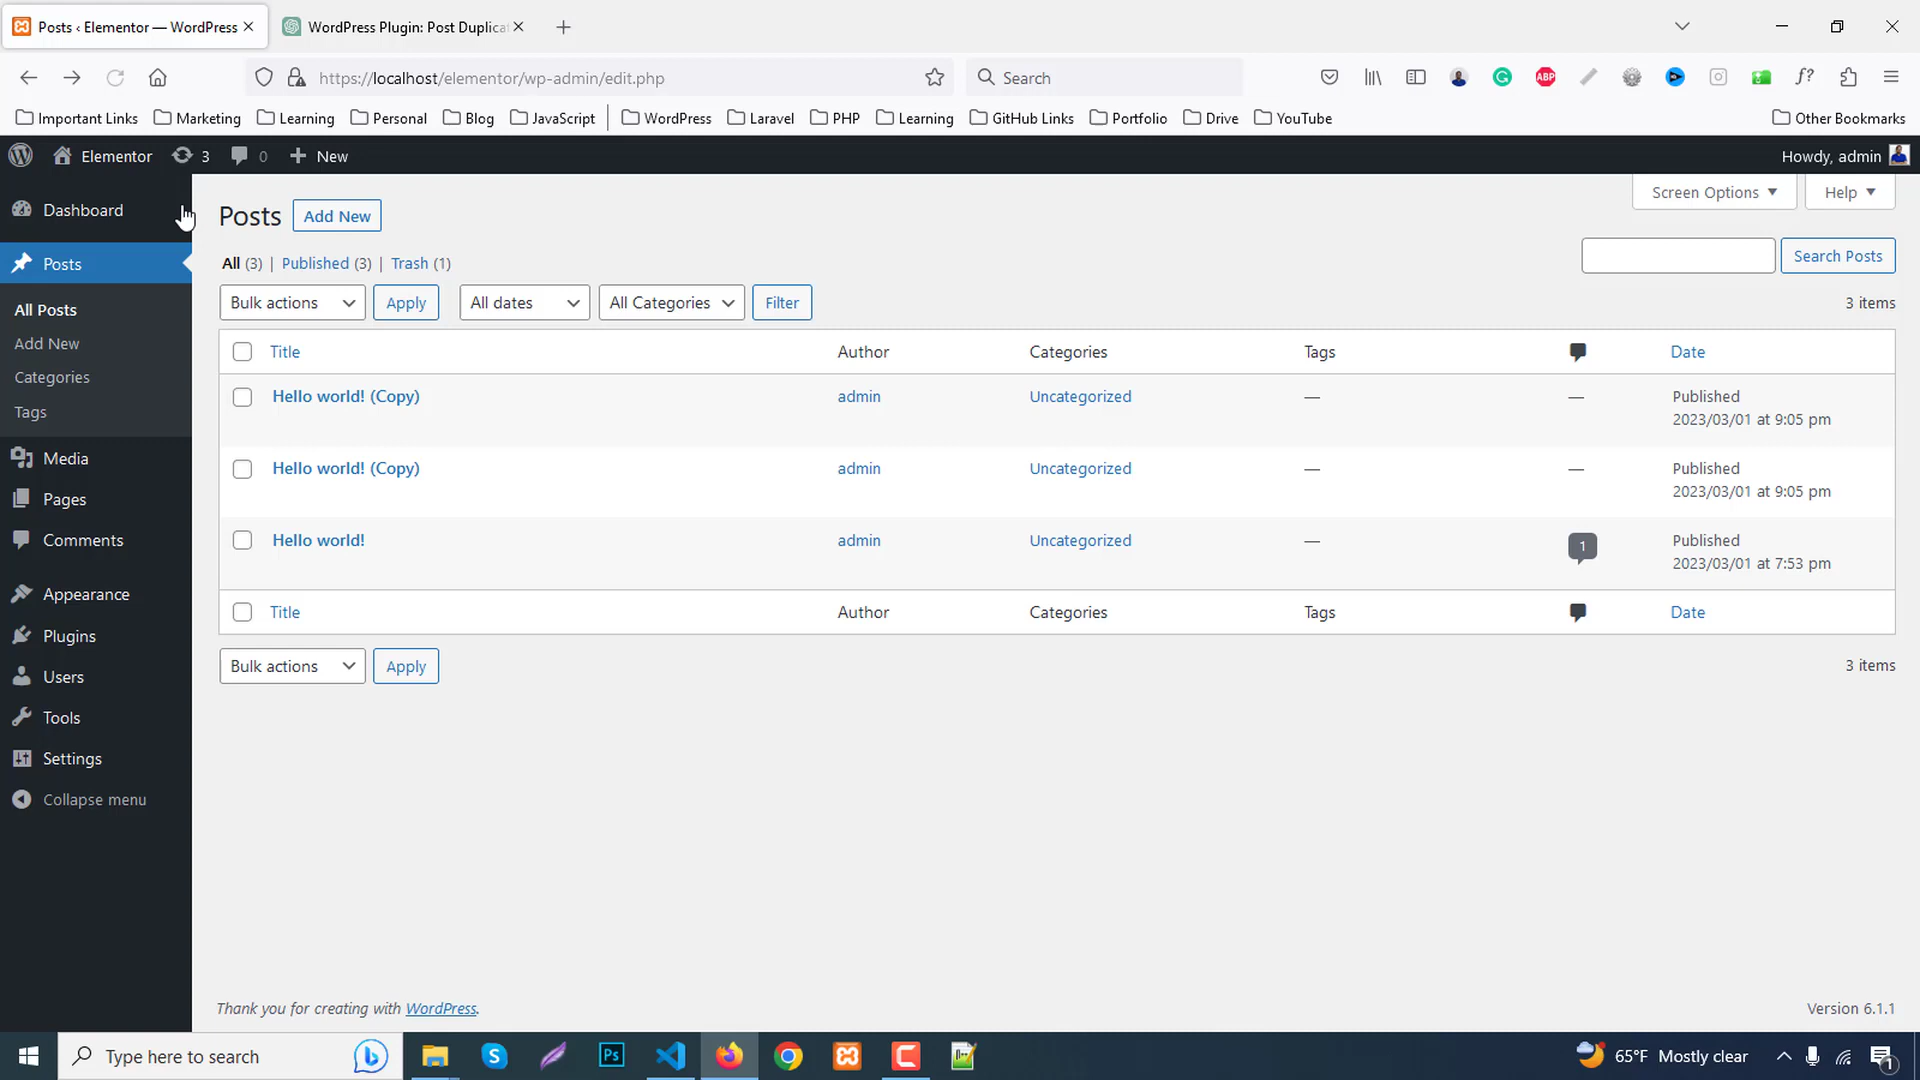 Posts ‹ Elementor — WordPress
WordPress Plugin: Post Duplica
https://localhost/elementor/wp-admin/edit.php
Search
ABP
f?
Important Links
Marketing
Learning
Personal
Blog
JavaScript
WordPress
Laravel
PHP
Learning
GitHub Links
Portfolio
Drive
YouTube
Other Bookmarks
Elementor
3
0
New
Howdy, admin
Dashboard
Posts
All Posts
Add New
Categories
Tags
Media
Pages
Comments
Appearance
Plugins
Users
Tools
Settings
Collapse menu
Screen Options
Help
Posts
Add New
All (3) | Published (3) | Trash (1)
Search Posts
Bulk actions
Apply
All dates
All Categories
Filter
3 items
Title Author Categories Tags Date
Hello world! (Copy) admin Uncategorized — — Published
2023/03/01 at 9:05 pm
Hello world! (Copy) admin Uncategorized — — Published
2023/03/01 at 9:05 pm
Hello world! admin Uncategorized — 1 Published
2023/03/01 at 7:53 pm
Title Author Categories Tags Date
Bulk actions
Apply
3 items
Thank you for creating with WordPress.
Version 6.1.1
Type here to search
Ps
65°F Mostly clear
1